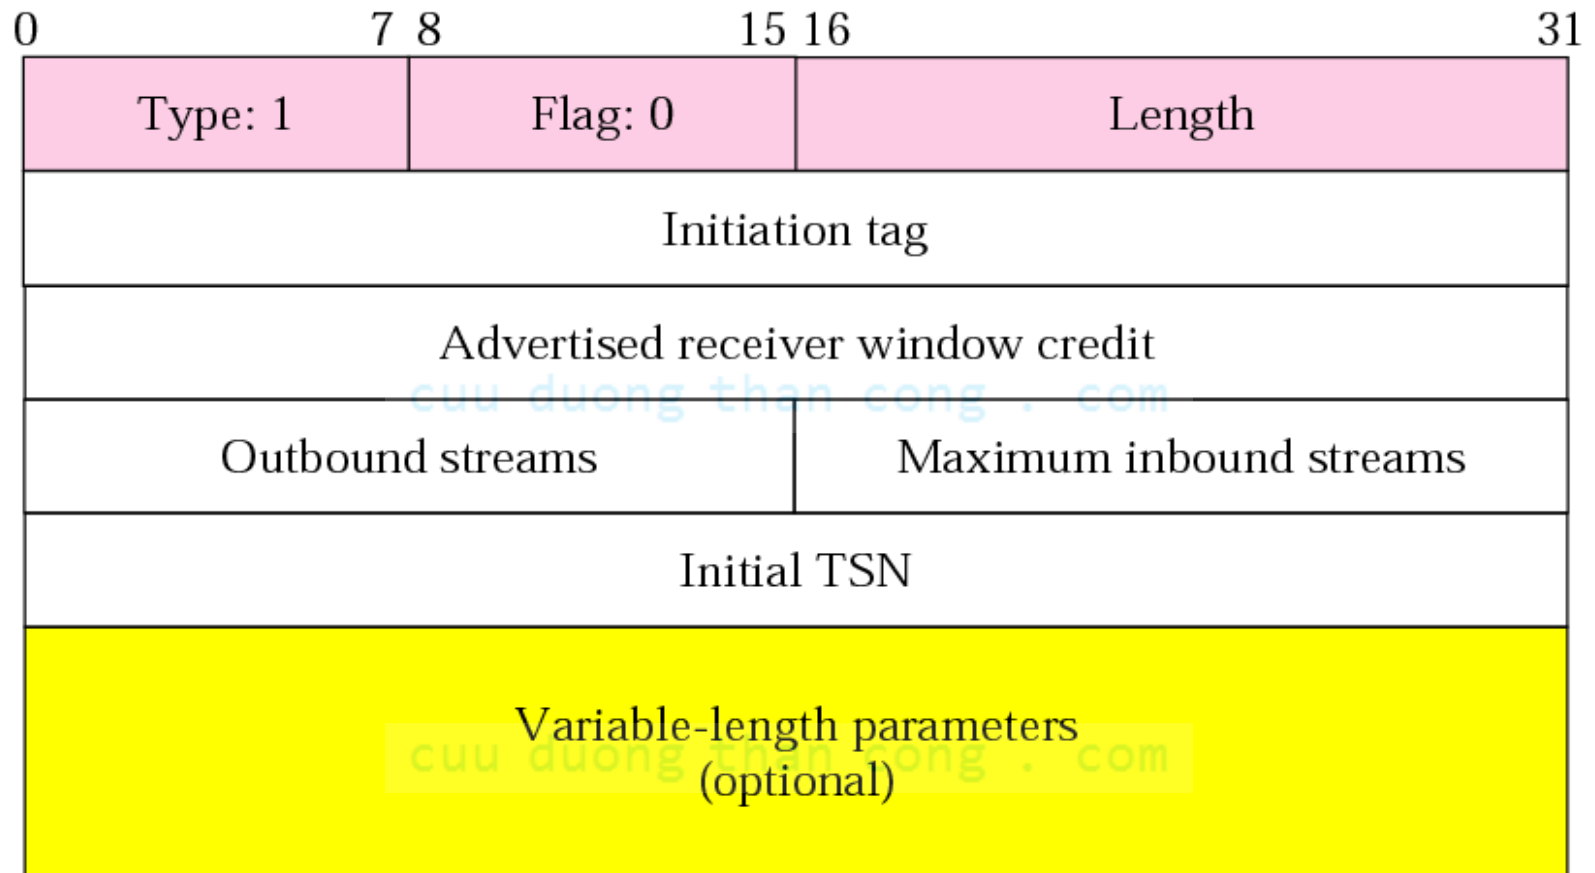 0 7 8 15 16 31
Type: 1 Flag: 0 Length
Initiation tag
Advertised receiver window credit
cuu duong than cong . com
Outbound streams Maximum inbound streams
Initial TSN
Variable-length parameters
cuu duong than cong . com
(optional)